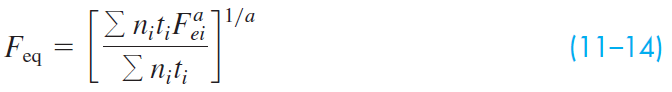 F_eq = [ Σ n_i t_i F_ei^a / Σ n_i t_i ]^{1/a} (11–14)